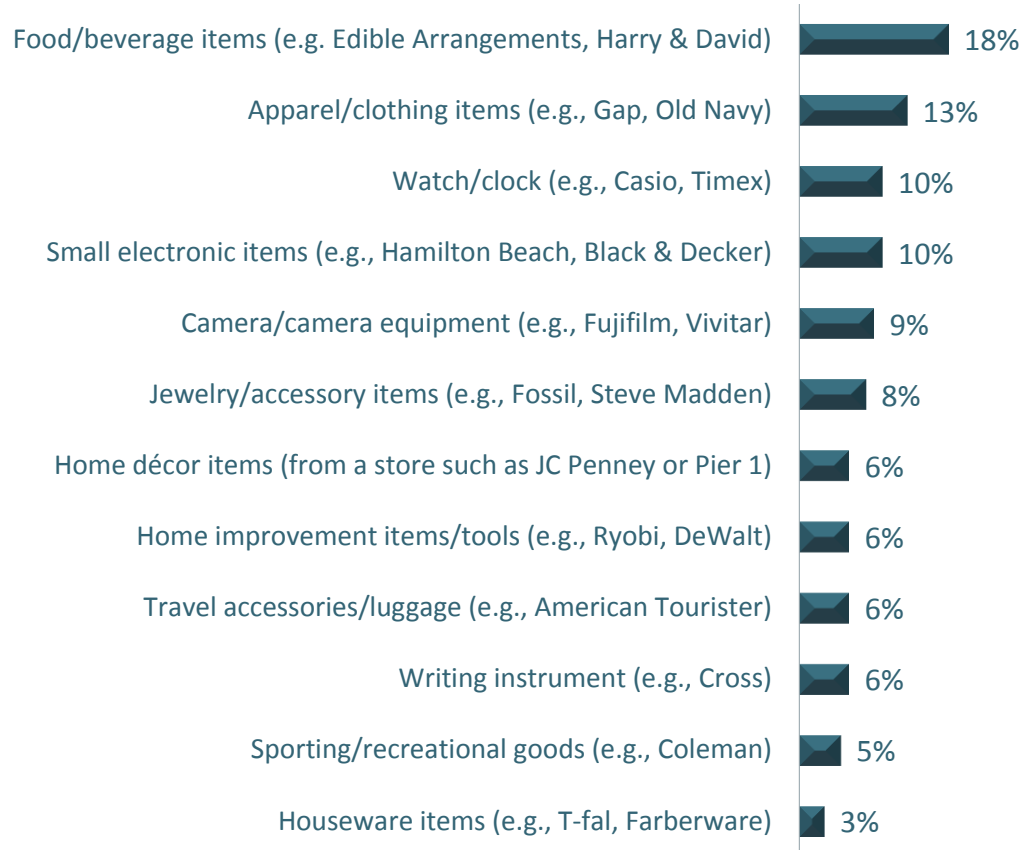 Food/beverage items (e.g. Edible Arrangements, Harry & David) 18%
Apparel/clothing items (e.g., Gap, Old Navy) 13%
Watch/clock (e.g., Casio, Timex) 10%
Small electronic items (e.g., Hamilton Beach, Black & Decker) 10%
Camera/camera equipment (e.g., Fujifilm, Vivitar) 9%
Jewelry/accessory items (e.g., Fossil, Steve Madden) 8%
Home décor items (from a store such as JC Penney or Pier 1) 6%
Home improvement items/tools (e.g., Ryobi, DeWalt) 6%
Travel accessories/luggage (e.g., American Tourister) 6%
Writing instrument (e.g., Cross) 6%
Sporting/recreational goods (e.g., Coleman) 5%
Houseware items (e.g., T-fal, Farberware) 3%